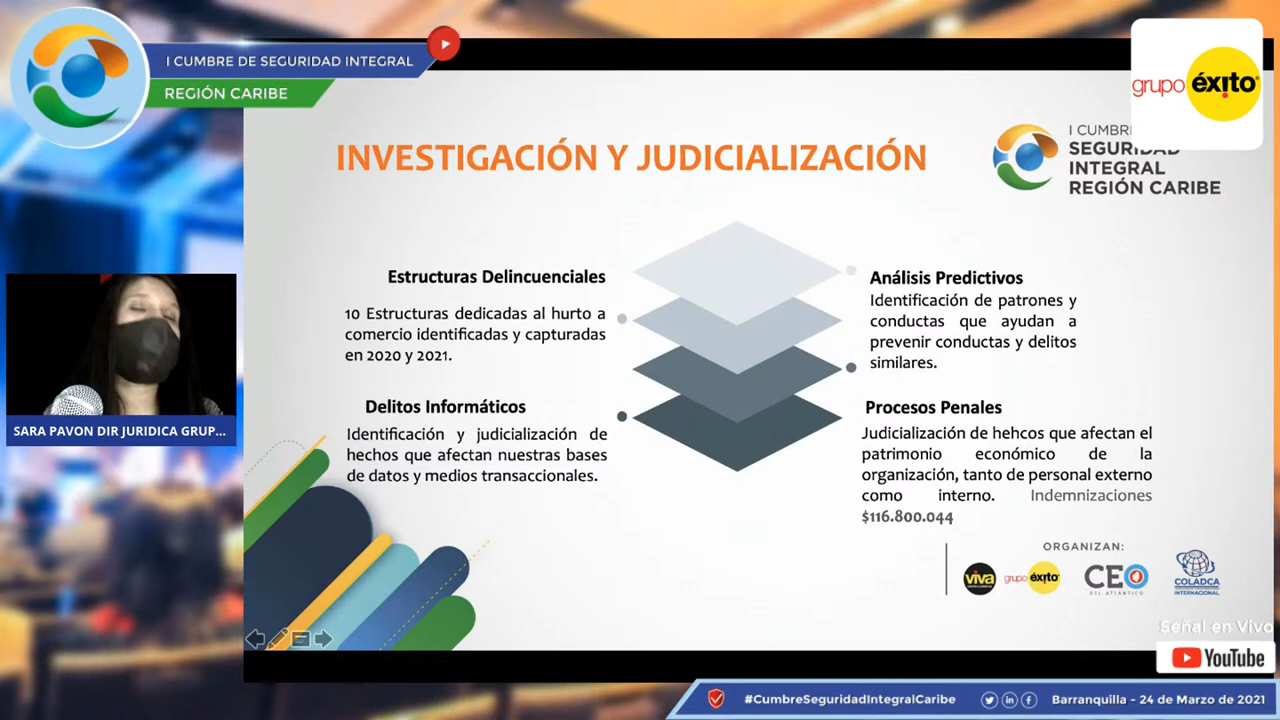 I CUMBRE DE SEGURIDAD INTEGRAL
REGIÓN CARIBE
grupo éxito
INVESTIGACIÓN Y JUDICIALIZACIÓN
I CUMBRE
SEGURIDAD
INTEGRAL
REGIÓN CARIBE
Estructuras Delincuenciales
10 Estructuras dedicadas al hurto a
comercio identificadas y capturadas
en 2020 y 2021.
Análisis Predictivos
Identificación de patrones y
conductas que ayudan a
prevenir conductas y delitos
similares.
Delitos Informáticos
Identificación y judicialización de
hechos que afectan nuestras bases
de datos y medios transaccionales.
Procesos Penales
Judicialización de hehcos que afectan el
patrimonio económico de la
organización, tanto de personal externo
como interno. Indemnizaciones
$116.800.044
SARA PAVON DIR JURIDICA GRUP...
ORGANIZAN:
viva
grupo éxito
CEO
DEL ATLÁNTICO
COLADCA
INTERNACIONAL
Señal en Vivo
YouTube
#CumbreSeguridadIntegralCaribe
Barranquilla - 24 de Marzo de 2021